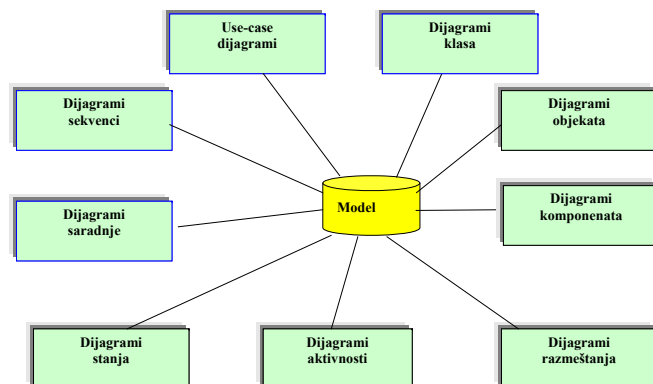 Use-case
dijagrami
Dijagrami
klasa
Dijagrami
sekvenci
Dijagrami
objekata
Dijagrami
saradnje
Model
Dijagrami
komponenata
Dijagrami
stanja
Dijagrami
aktivnosti
Dijagrami
razmeštanja